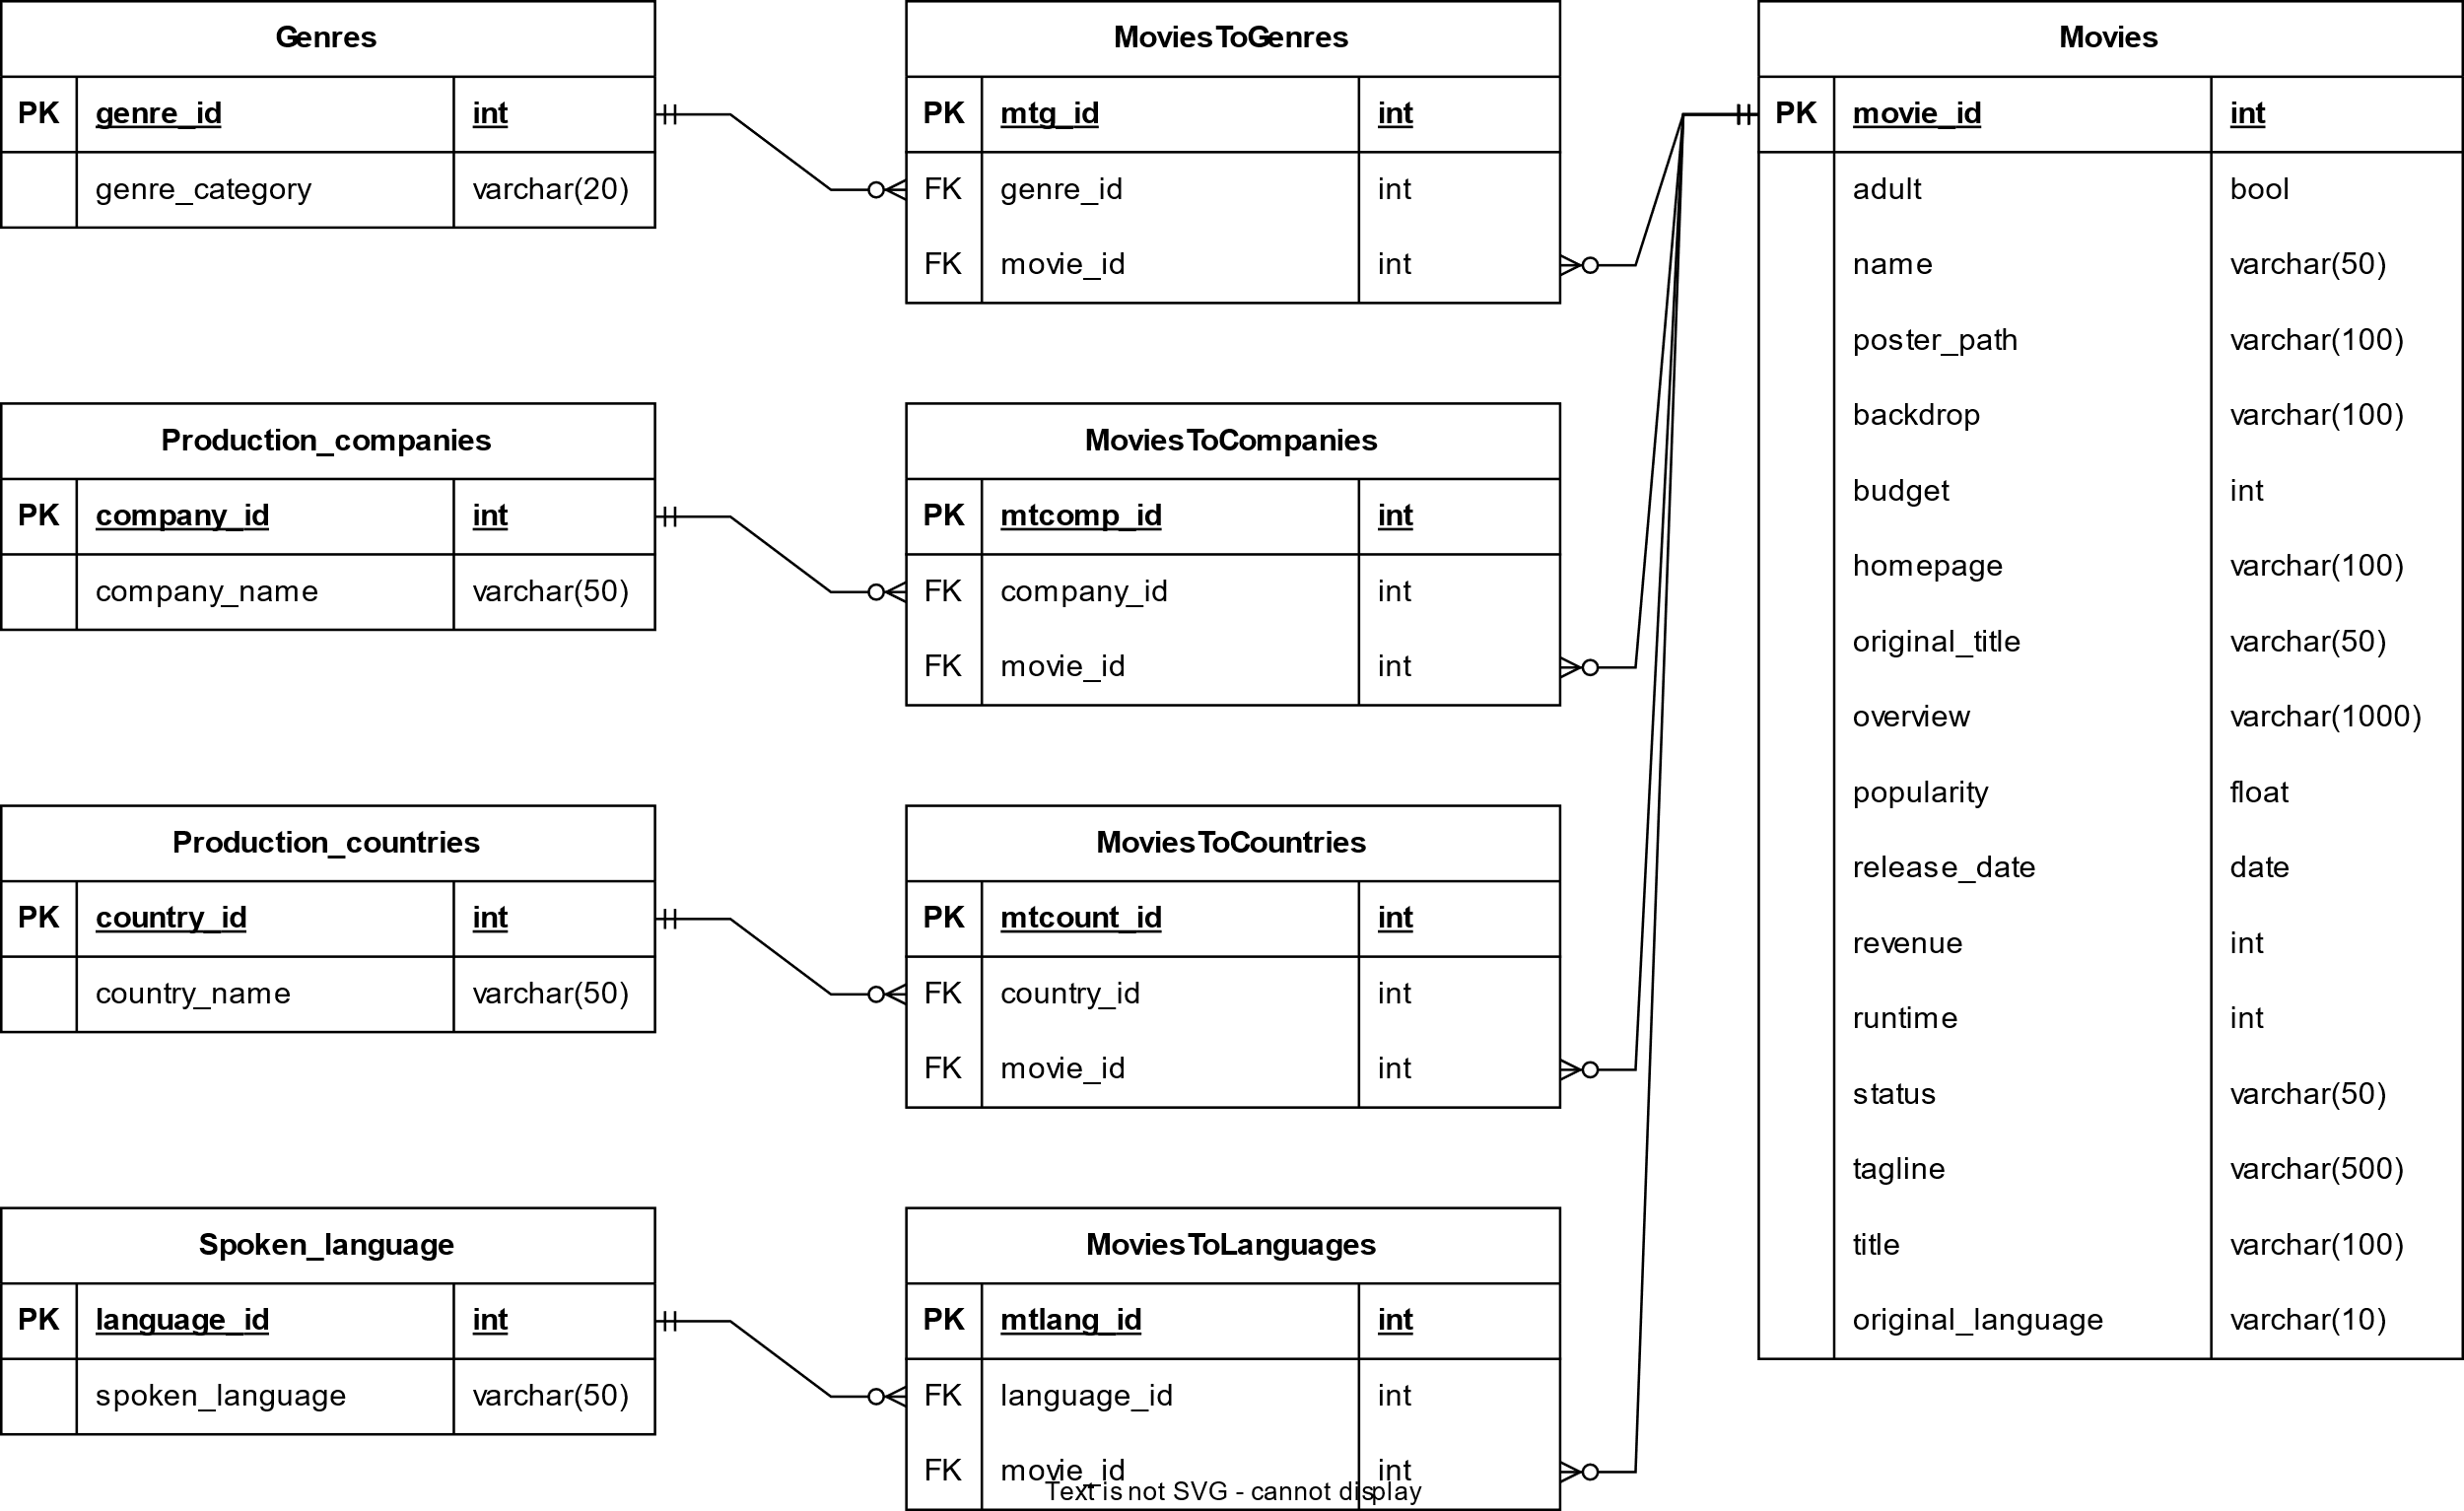 Genres
PK genre_id int
genre_category varchar(20)
MoviesToGenres
PK mtg_id int
FK genre_id int
FK movie_id int
Production_companies
PK company_id int
company_name varchar(50)
MoviesToCompanies
PK mtcomp_id int
FK company_id int
FK movie_id int
Production_countries
PK country_id int
country_name varchar(50)
MoviesToCountries
PK mtcount_id int
FK country_id int
FK movie_id int
Spoken_language
PK language_id int
spoken_language varchar(50)
MoviesToLanguages
PK mtlang_id int
FK language_id int
FK movie_id int
Movies
PK movie_id int
adult bool
name varchar(50)
poster_path varchar(100)
backdrop varchar(100)
budget int
homepage varchar(100)
original_title varchar(50)
overview varchar(1000)
popularity float
release_date date
revenue int
runtime int
status varchar(50)
tagline varchar(500)
title varchar(100)
original_language varchar(10)
Text is not SVG - cannot display